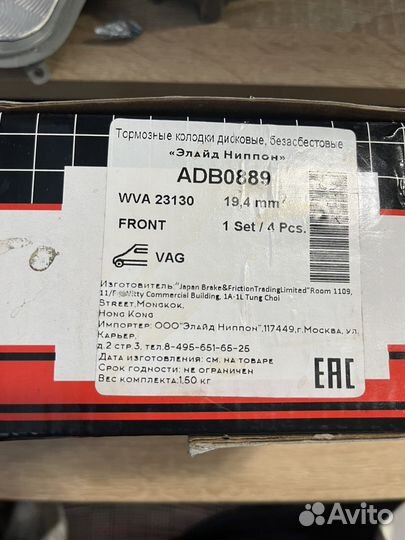 Тормозные колодки дисковые, безасбестовые
«Элайд Ниппон»
ADB0889
WVA 23130 19,4 mm
FRONT 1 Set / 4 Pcs.
VAG
Изготовитель:"Japan Brake&FrictionTradingLimited"Room 1109,
11/F Witty Commercial Building, 1A-1L Tung Choi
Street,Mongkok,
Hong Kong
Импортер: ООО"Элайд Ниппон",117449,г.Москва, ул.
Карьер,
д.2 стр.3. тел.8-495-651-65-25
Дата изготовления: см. на товаре
Срок годности: не ограничен
Вес комплекта:1.50 кг
EAC
Avito